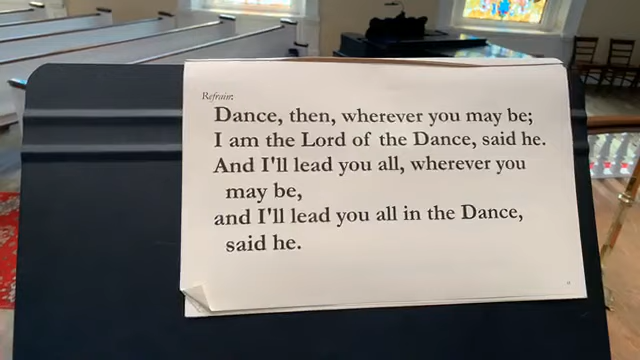 Refrain:
Dance, then, wherever you may be;
I am the Lord of the Dance, said he.
And I'll lead you all, wherever you
may be,
and I'll lead you all in the Dance,
said he.